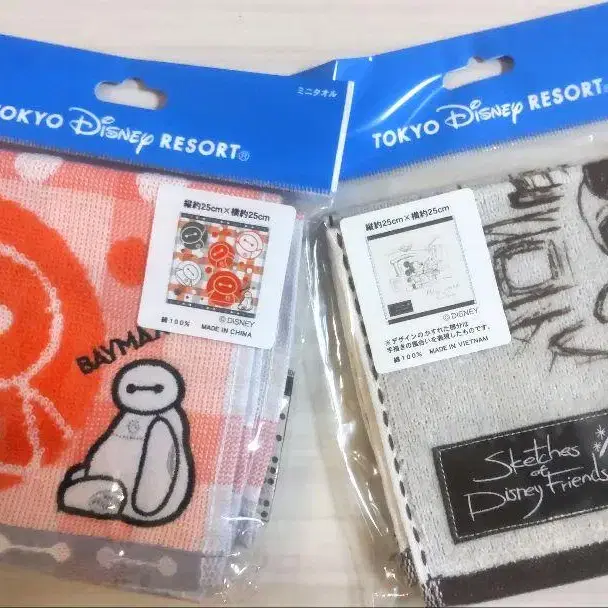 ミニタオル
TOKYO Disney RESORT®
縦約25cm×横約25cm
©DISNEY
綿100% MADE IN CHINA
BAYMA
TOKYO Disney RESORT®
縦約25cm×横約25cm
©DISNEY
※デザインのかすれた部分は
手描きの風合いを表現したものです。
綿100% MADE IN VIETNAM
Sketches
of
Disney Friends